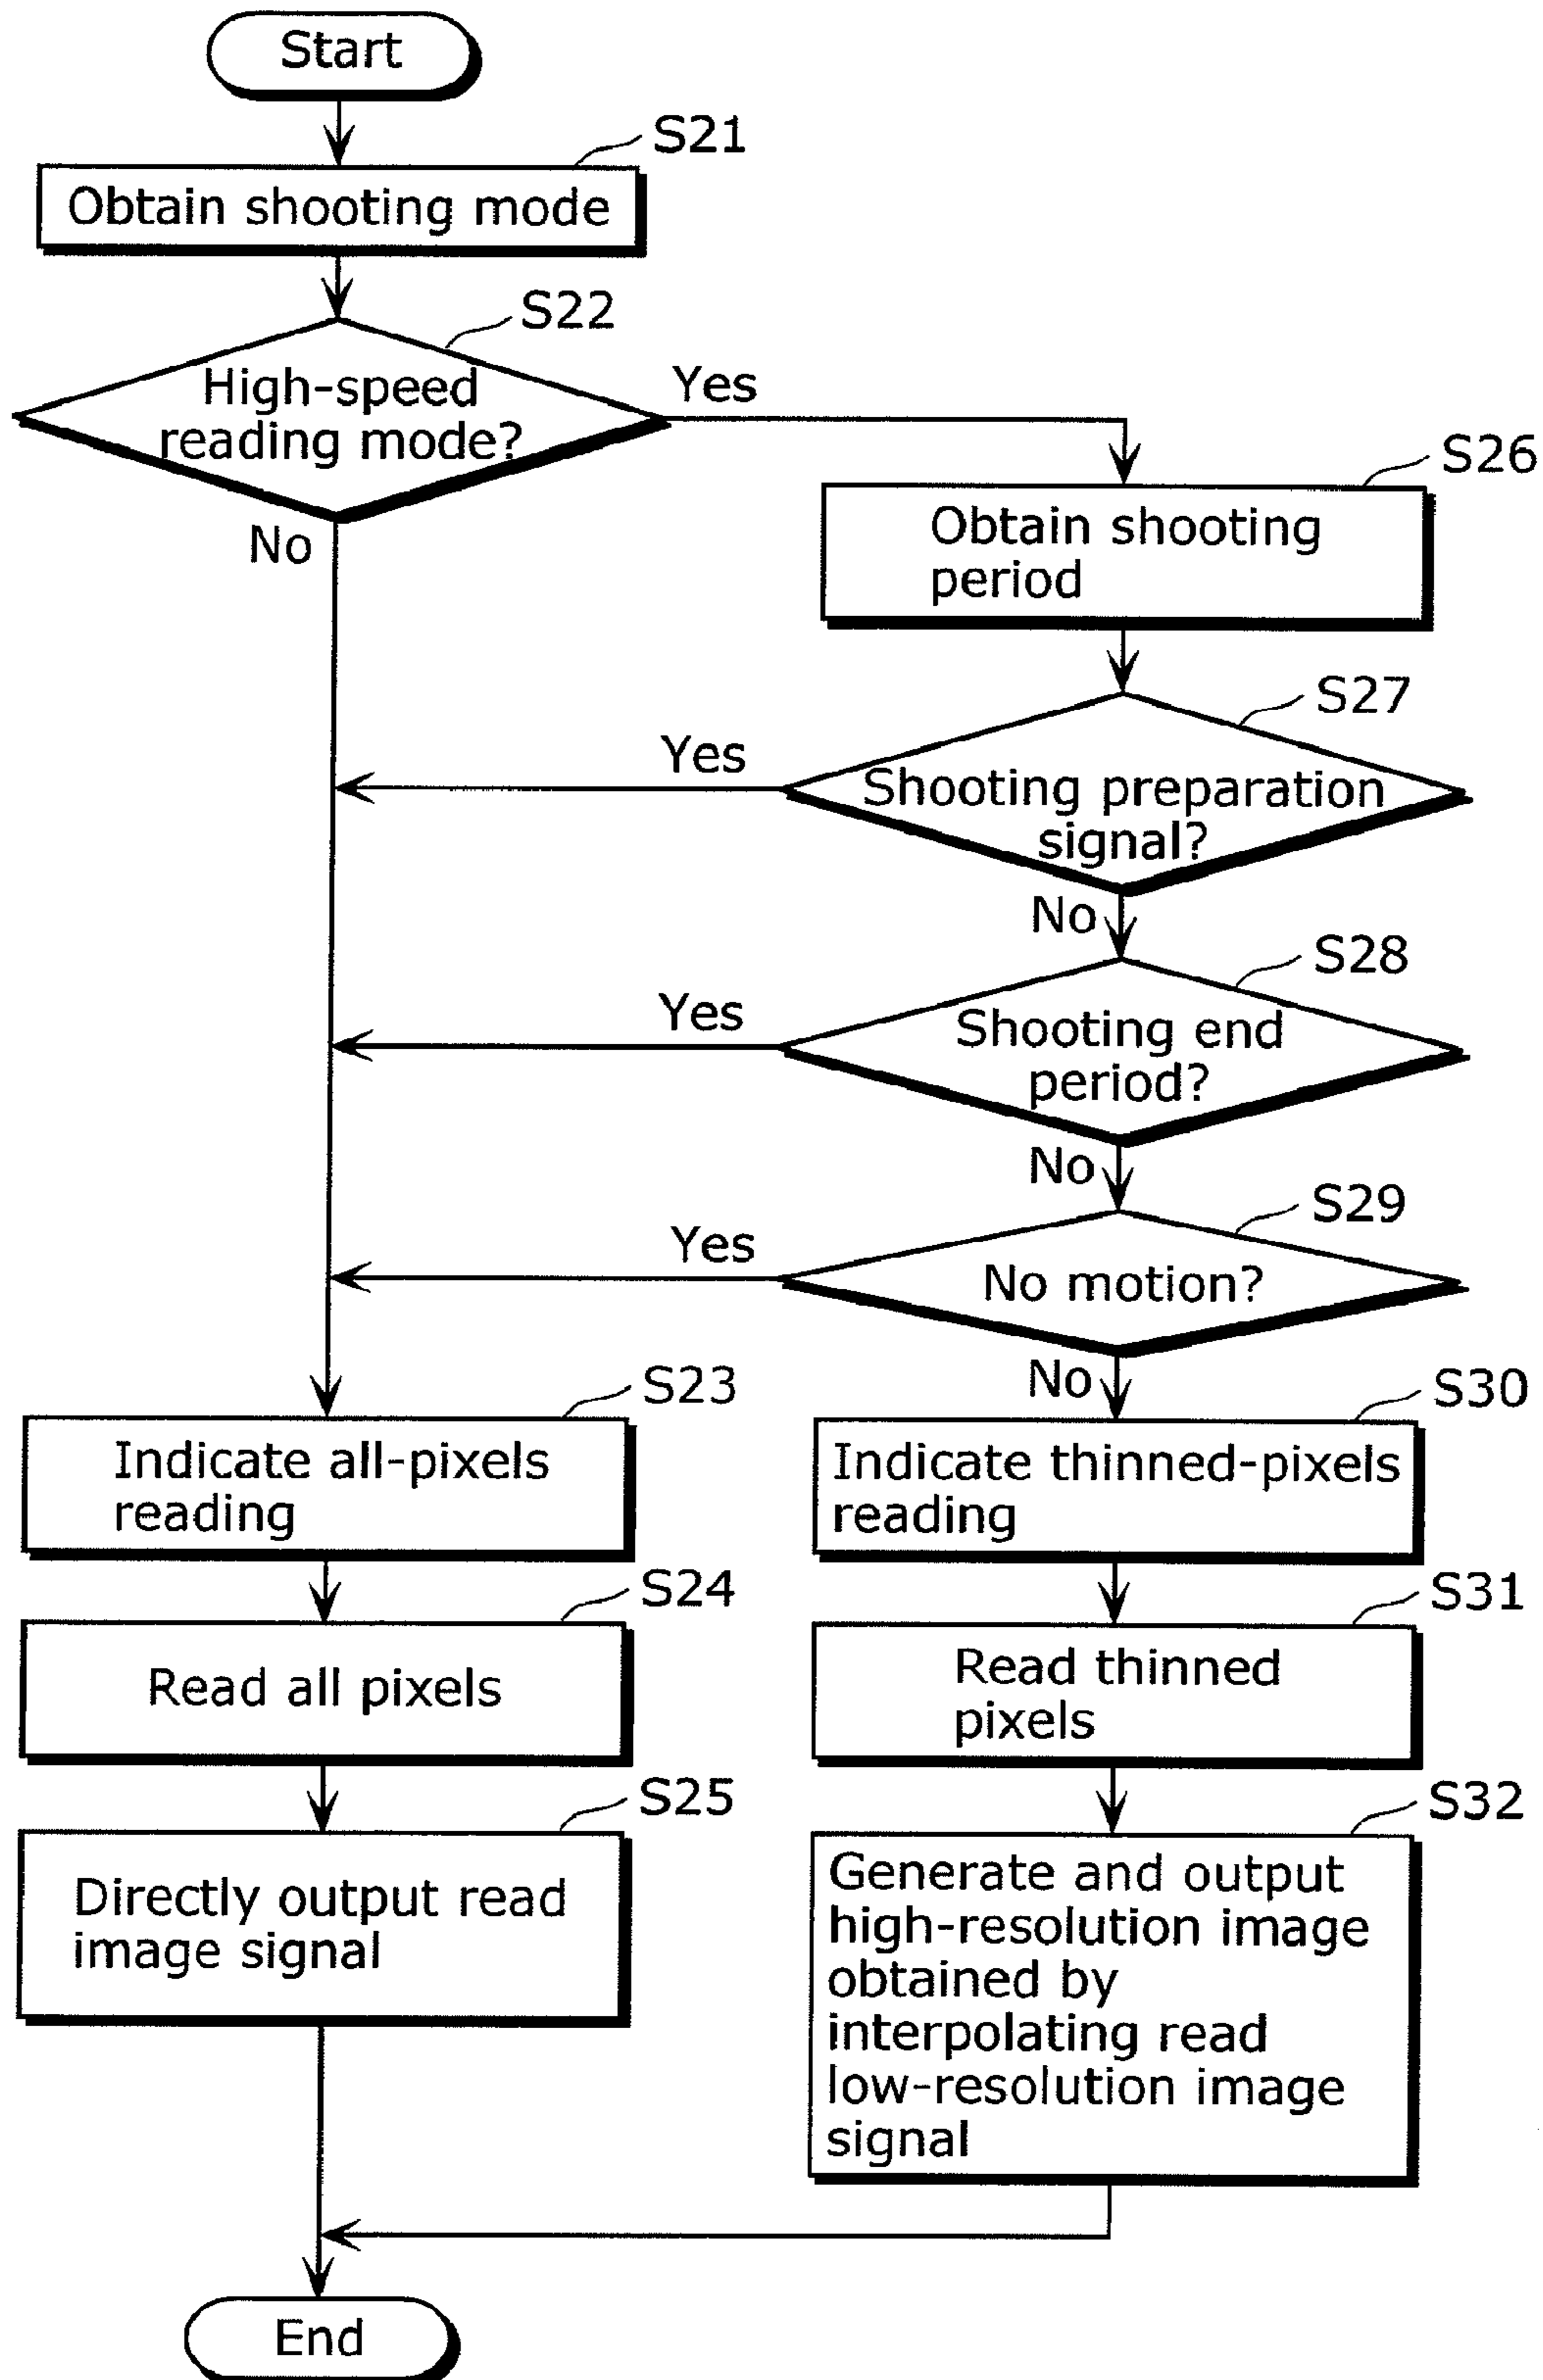 Start
S21
Obtain shooting mode
S22
High-speed
reading mode?
Yes
No
S26
Obtain shooting
period
S27
Shooting preparation
signal?
Yes
No
S28
Shooting end
period?
Yes
No
S29
No motion?
Yes
No
S23
Indicate all-pixels
reading
S24
Read all pixels
S25
Directly output read
image signal
S30
Indicate thinned-pixels
reading
S31
Read thinned
pixels
S32
Generate and output
high-resolution image
obtained by
interpolating read
low-resolution image
signal
End